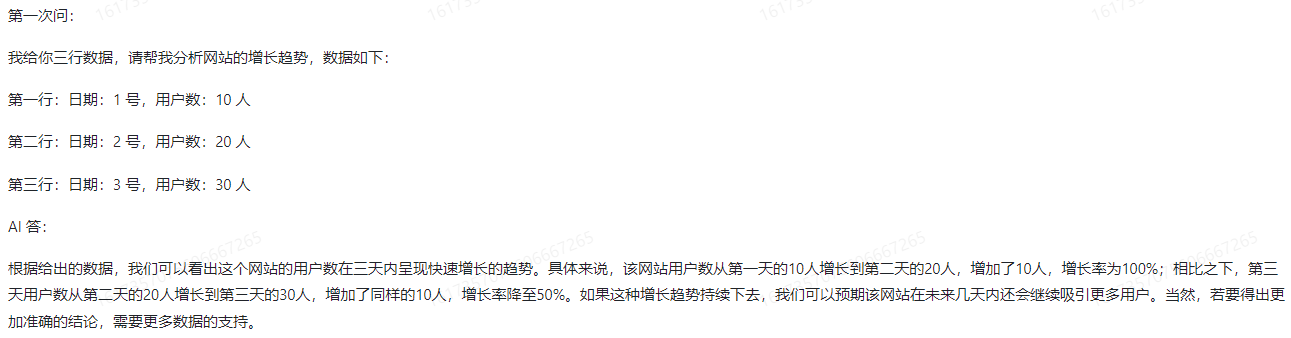 第一次问：
我给你三行数据，请帮我分析网站的增长趋势，数据如下：
第一行：日期：1 号，用户数：10 人
第二行：日期：2 号，用户数：20 人
第三行：日期：3 号，用户数：30 人
AI 答：
根据给出的数据，我们可以看出这个网站的用户数在三天内呈现快速增长的趋势。具体来说，该网站用户数从第一天的10人增长到第二天的20人，增加了10人，增长率为100%；相比之下，第三
天用户数从第二天的20人增长到第三天的30人，增加了同样的10人，增长率降至50%。如果这种增长趋势持续下去，我们可以预期该网站在未来几天内还会继续吸引更多用户。当然，若要得出更
加准确的结论，需要更多数据的支持。